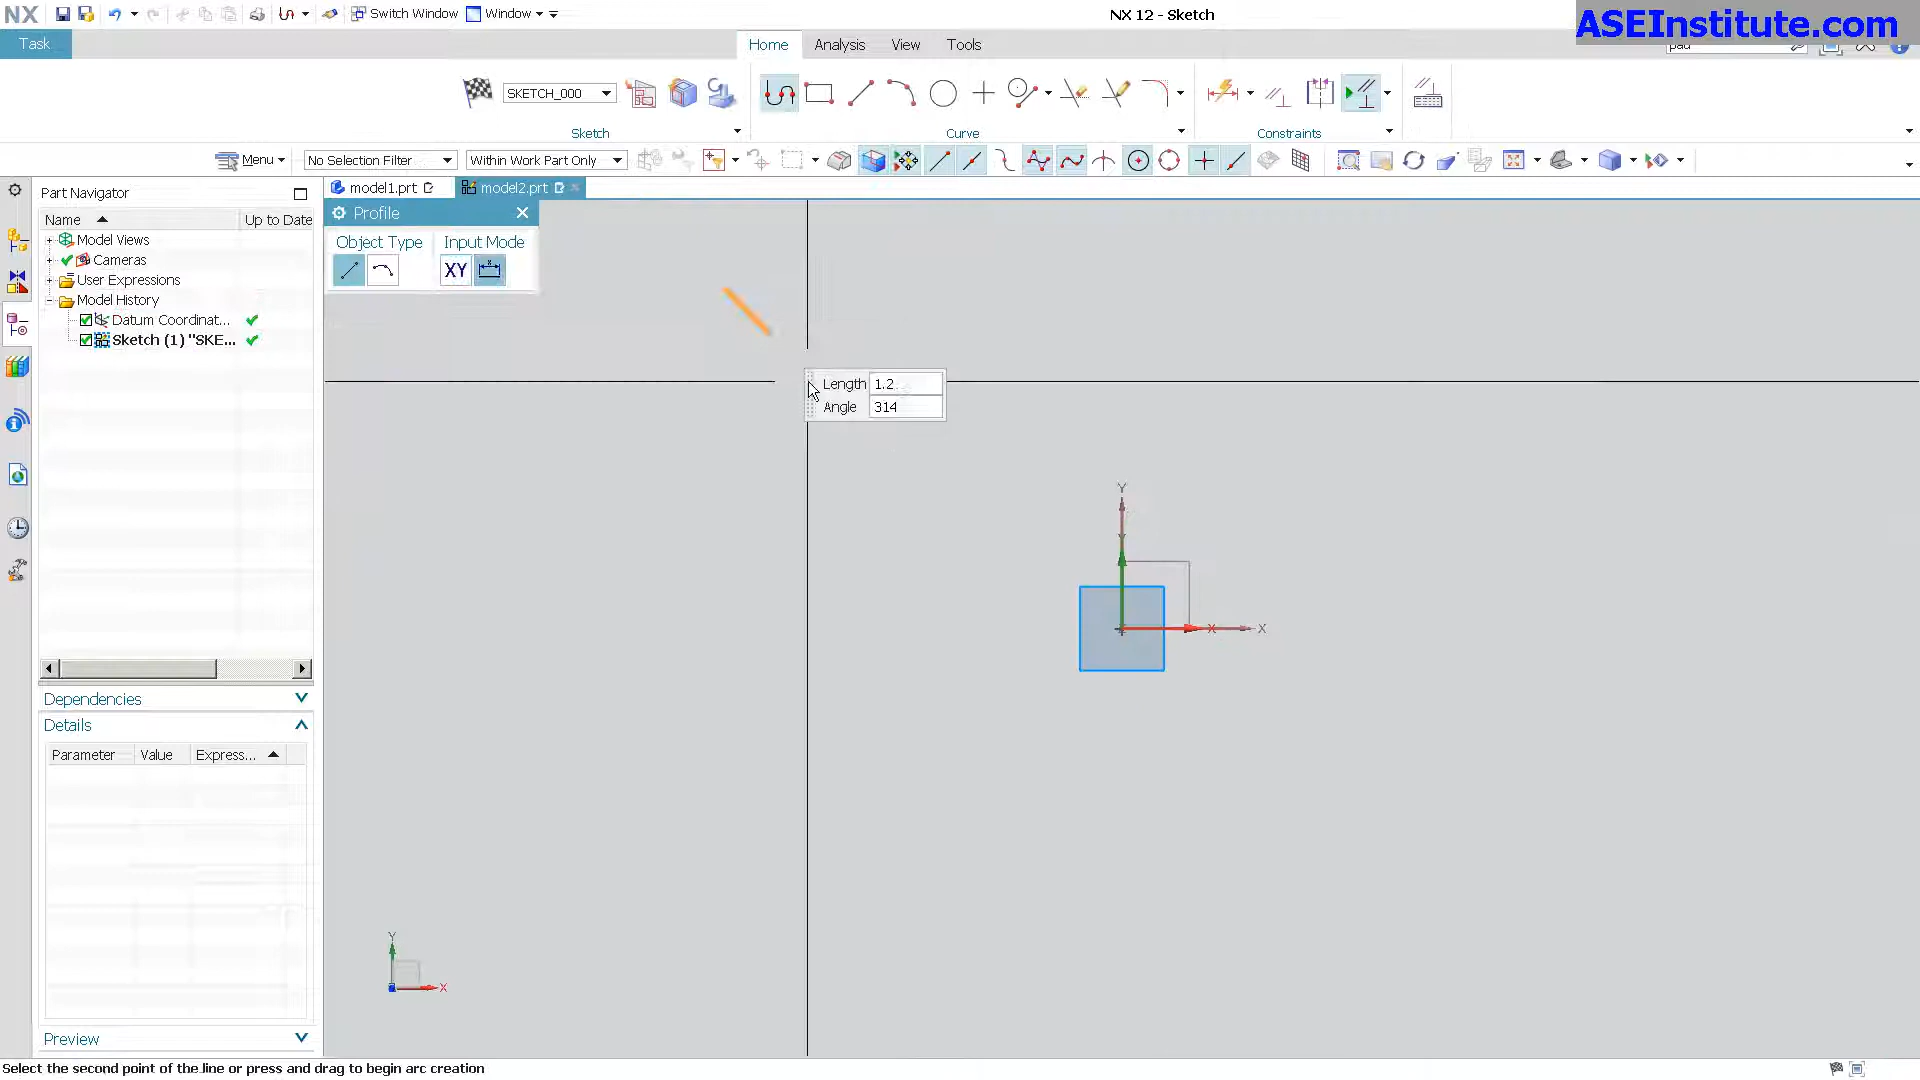 NX
Switch Window
Window
NX 12 - Sketch
ASEInstitute.com
Task
Home
Analysis
View
Tools
pad
SKETCH_000
Sketch
Curve
Constraints
Menu
No Selection Filter
Within Work Part Only
Part Navigator
model1.prt
model2.prt
Name
Up to Date
Profile
Object Type
Input Mode
XY
Model Views
Cameras
User Expressions
Model History
Datum Coordinat...
Sketch (1) "SKE...
Length 1.2
Angle 314
Y
X
X
Dependencies
Details
Parameter
Value
Express...
Y
X
Preview
Select the second point of the line or press and drag to begin arc creation